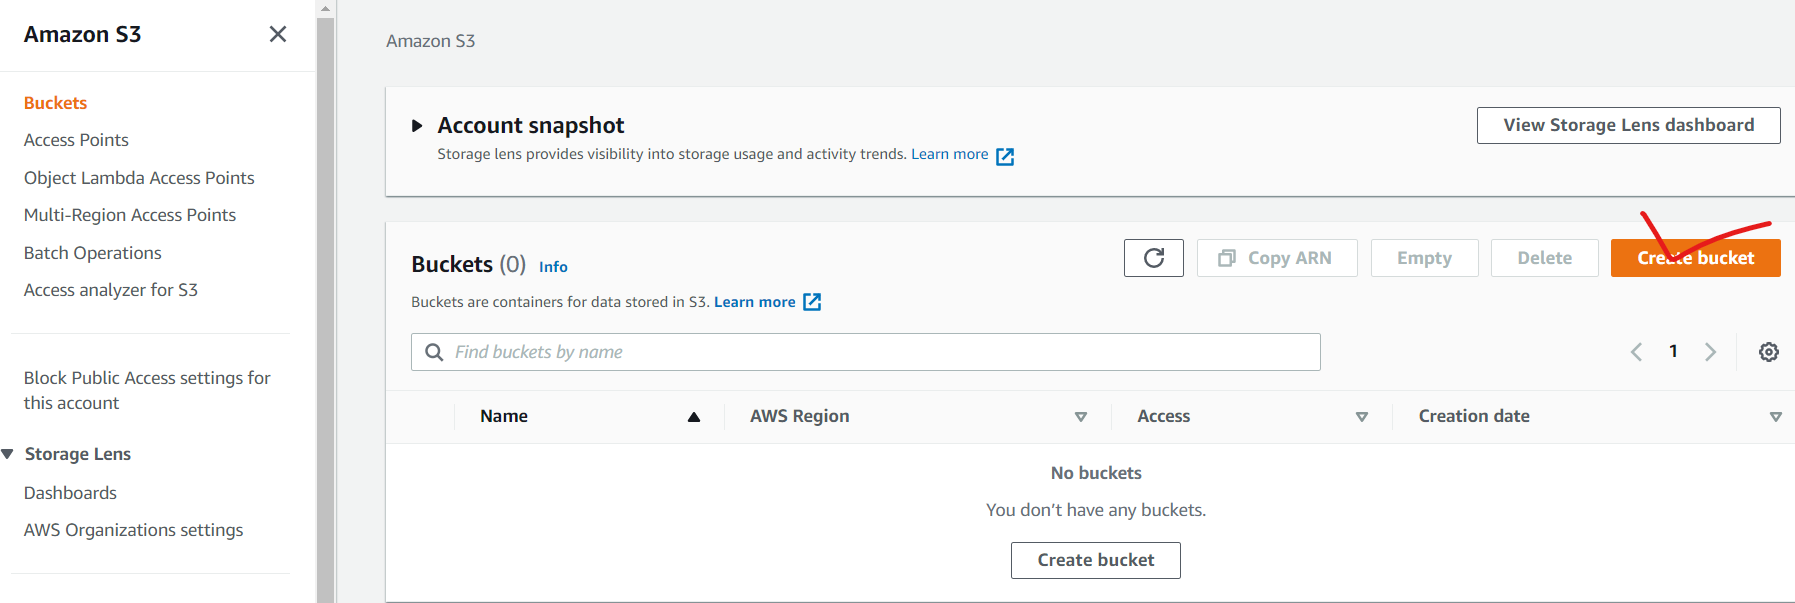 Amazon S3
Buckets
Access Points
Object Lambda Access Points
Multi-Region Access Points
Batch Operations
Access analyzer for S3
Block Public Access settings for
this account
Storage Lens
Dashboards
AWS Organizations settings
Amazon S3
Account snapshot
View Storage Lens dashboard
Storage lens provides visibility into storage usage and activity trends. Learn more
Buckets (0) Info
Copy ARN
Empty
Delete
Create bucket
Buckets are containers for data stored in S3. Learn more
Find buckets by name
1
Name AWS Region Access Creation date
No buckets
You don’t have any buckets.
Create bucket